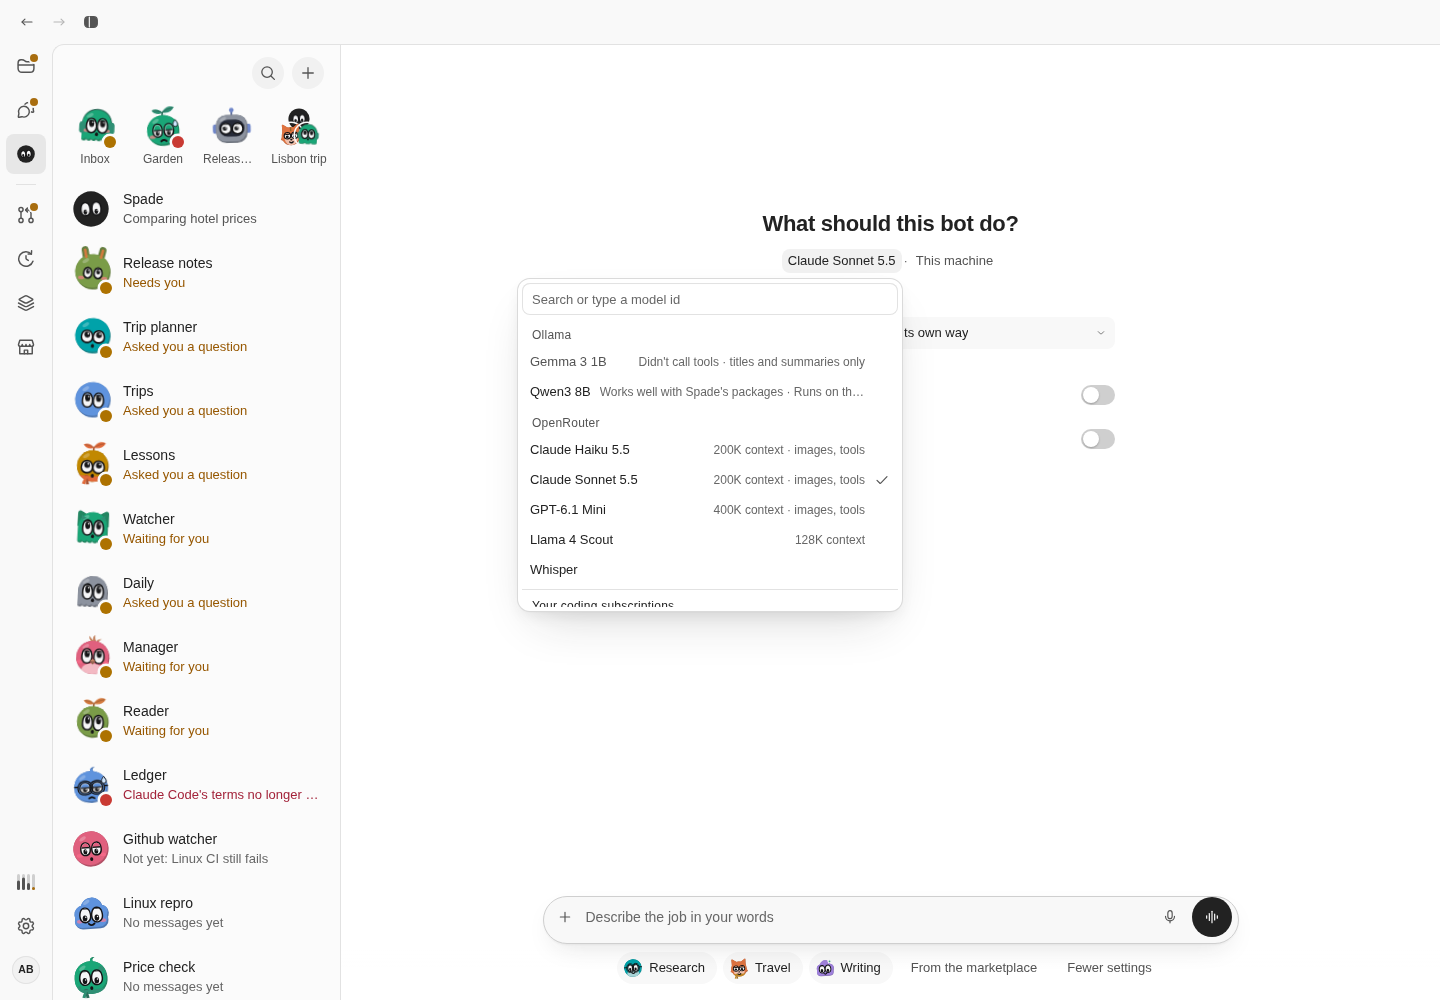 Inbox
Garden
Releas…
Lisbon trip
Spade
Comparing hotel prices
Release notes
Needs you
Trip planner
Asked you a question
Trips
Asked you a question
Lessons
Asked you a question
Watcher
Waiting for you
Daily
Asked you a question
Manager
Waiting for you
Reader
Waiting for you
Ledger
Claude Code's terms no longer …
Github watcher
Not yet: Linux CI still fails
Linux repro
No messages yet
Price check
No messages yet
AB
What should this bot do?
Claude Sonnet 5.5 · This machine
Search or type a model id
ts own way
Ollama
Gemma 3 1B Didn't call tools · titles and summaries only
Qwen3 8B Works well with Spade's packages · Runs on th…
OpenRouter
Claude Haiku 5.5 200K context · images, tools
Claude Sonnet 5.5 200K context · images, tools
GPT-6.1 Mini 400K context · images, tools
Llama 4 Scout 128K context
Whisper
Your coding subscriptions
Describe the job in your words
Research Travel Writing From the marketplace Fewer settings